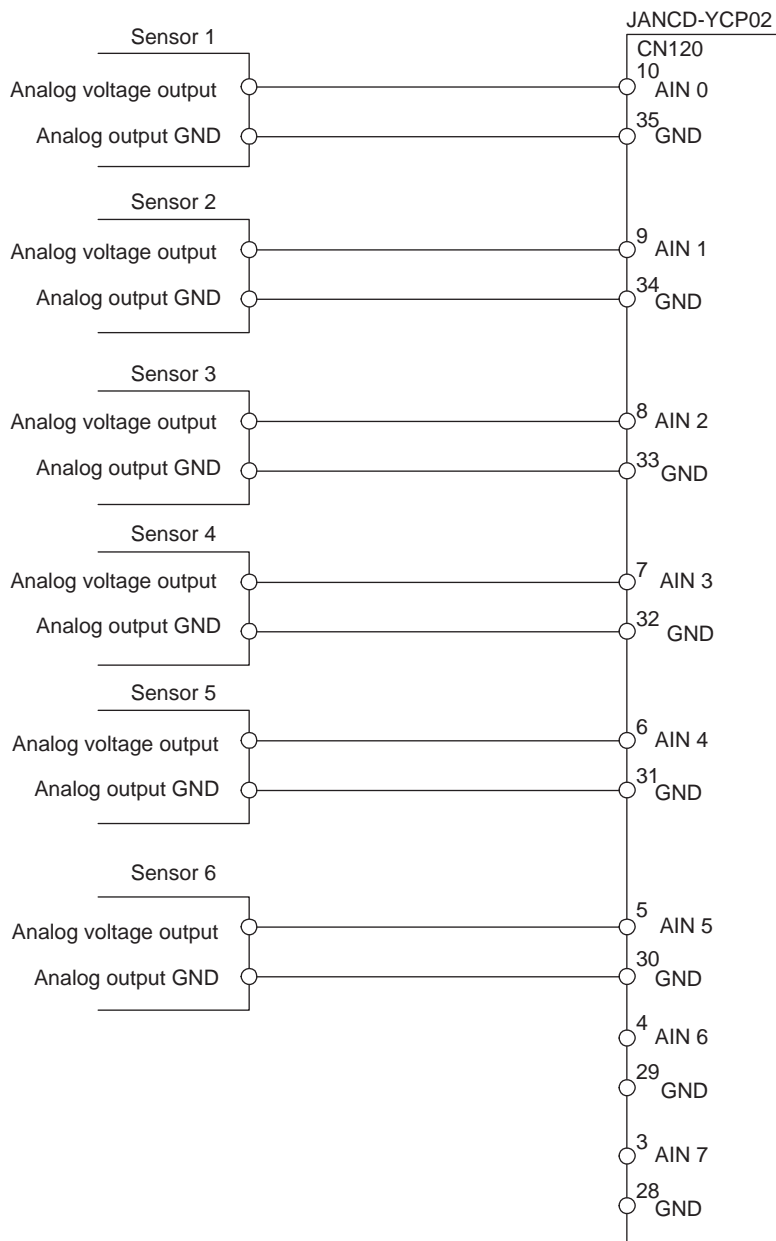 JANCD-YCP02
Sensor 1
CN120
10
Analog voltage output
AIN 0
35
Analog output GND
GND
Sensor 2
9
Analog voltage output
AIN 1
34
Analog output GND
GND
Sensor 3
8
Analog voltage output
AIN 2
33
Analog output GND
GND
Sensor 4
7
Analog voltage output
AIN 3
32
Analog output GND
GND
Sensor 5
6
Analog voltage output
AIN 4
31
Analog output GND
GND
Sensor 6
5
Analog voltage output
AIN 5
30
Analog output GND
GND
4
AIN 6
29
GND
3
AIN 7
28
GND